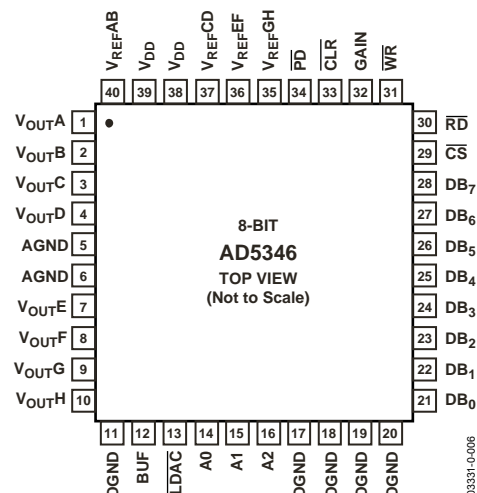 VREFAB
VDD
VDD
VREFCD
VREFEF
VREFGH
PD
CLR
GAIN
WR
40 39 38 37 36 35 34 33 32 31
VOUTA 1
VOUTB 2
VOUTC 3
VOUTD 4
AGND 5
AGND 6
VOUTE 7
VOUTF 8
VOUTG 9
VOUTH 10
8-BIT
AD5346
TOP VIEW
(Not to Scale)
30 RD
29 CS
28 DB7
27 DB6
26 DB5
25 DB4
24 DB3
23 DB2
22 DB1
21 DB0
11 12 13 14 15 16 17 18 19 20
DGND
BUF
LDAC
A0
A1
A2
DGND
DGND
DGND
DGND
03331-0-006